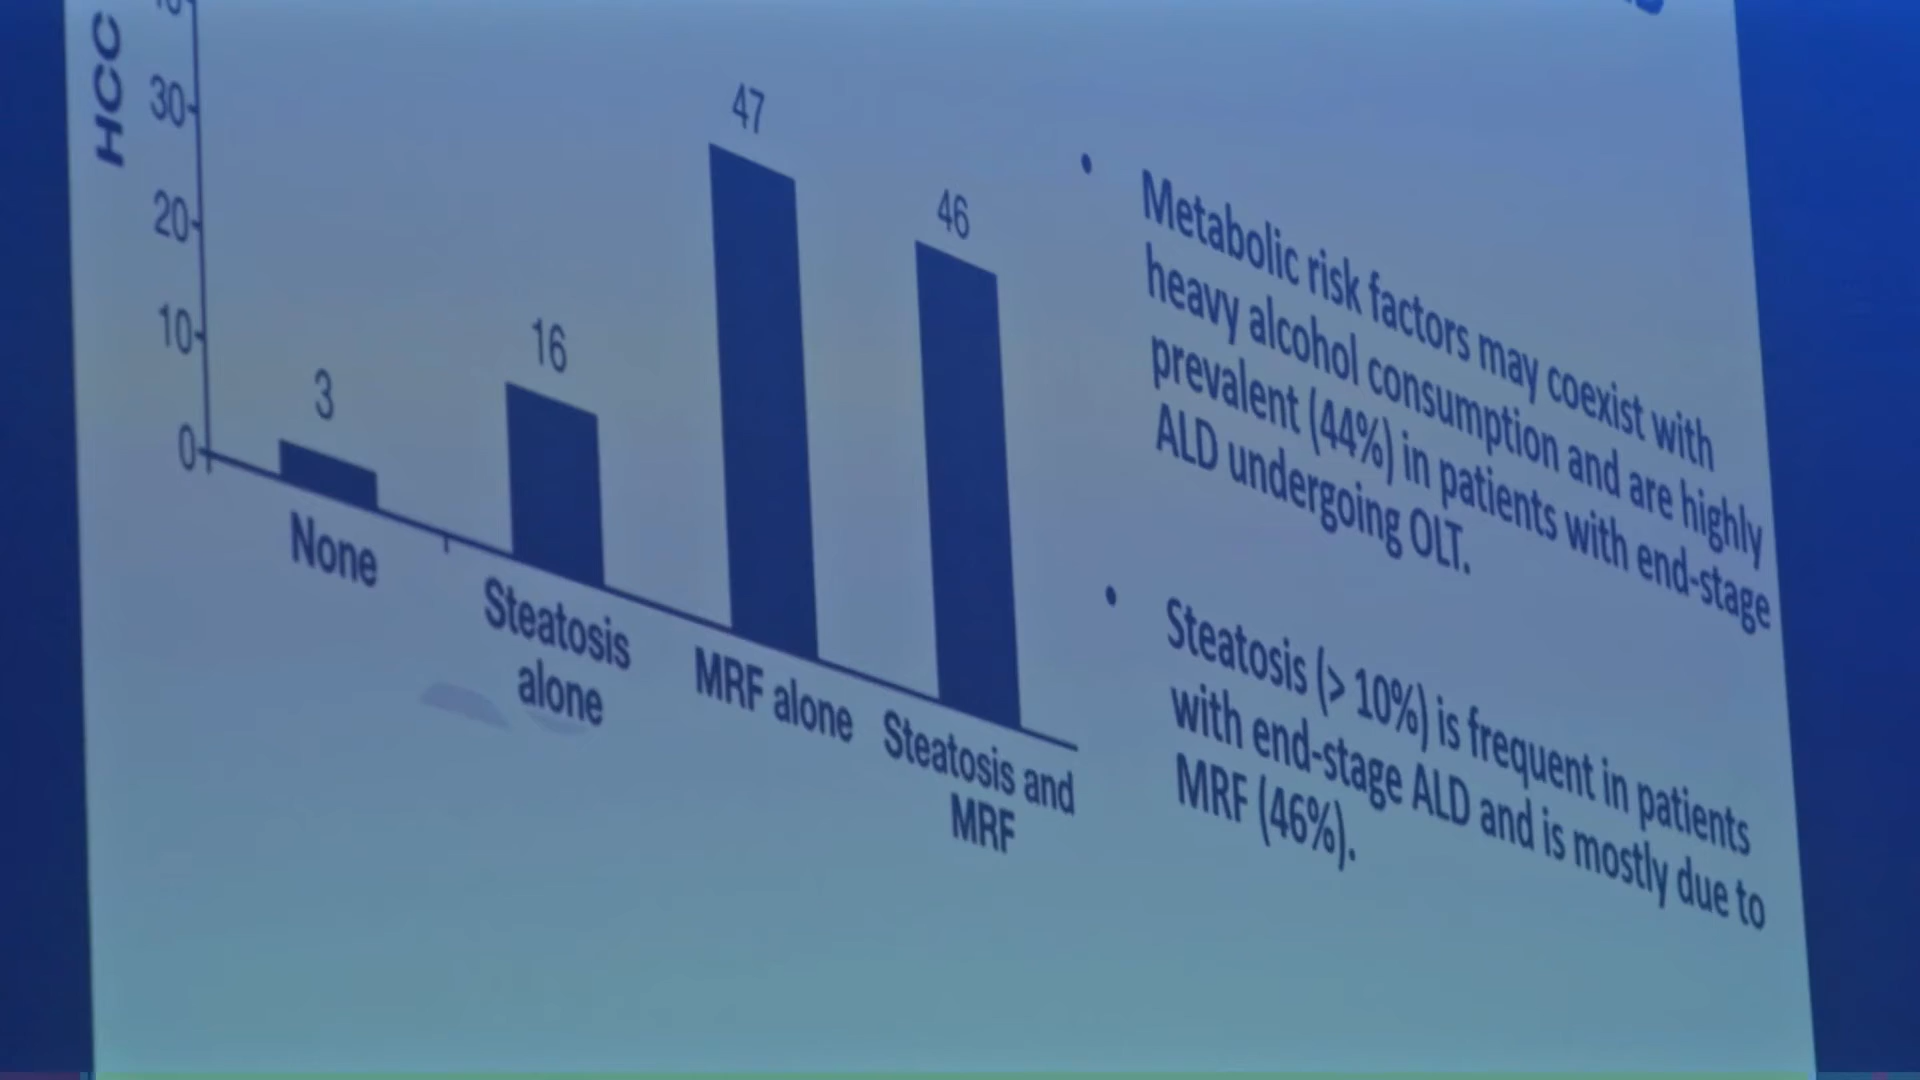 HCC
30
20
10
0
3
16
47
46
None
Steatosis
alone
MRF alone
Steatosis and
MRF
• Metabolic risk factors may coexist with
heavy alcohol consumption and are highly
prevalent (44%) in patients with end-stage
ALD undergoing OLT.
• Steatosis (> 10%) is frequent in patients
with end-stage ALD and is mostly due to
MRF (46%).